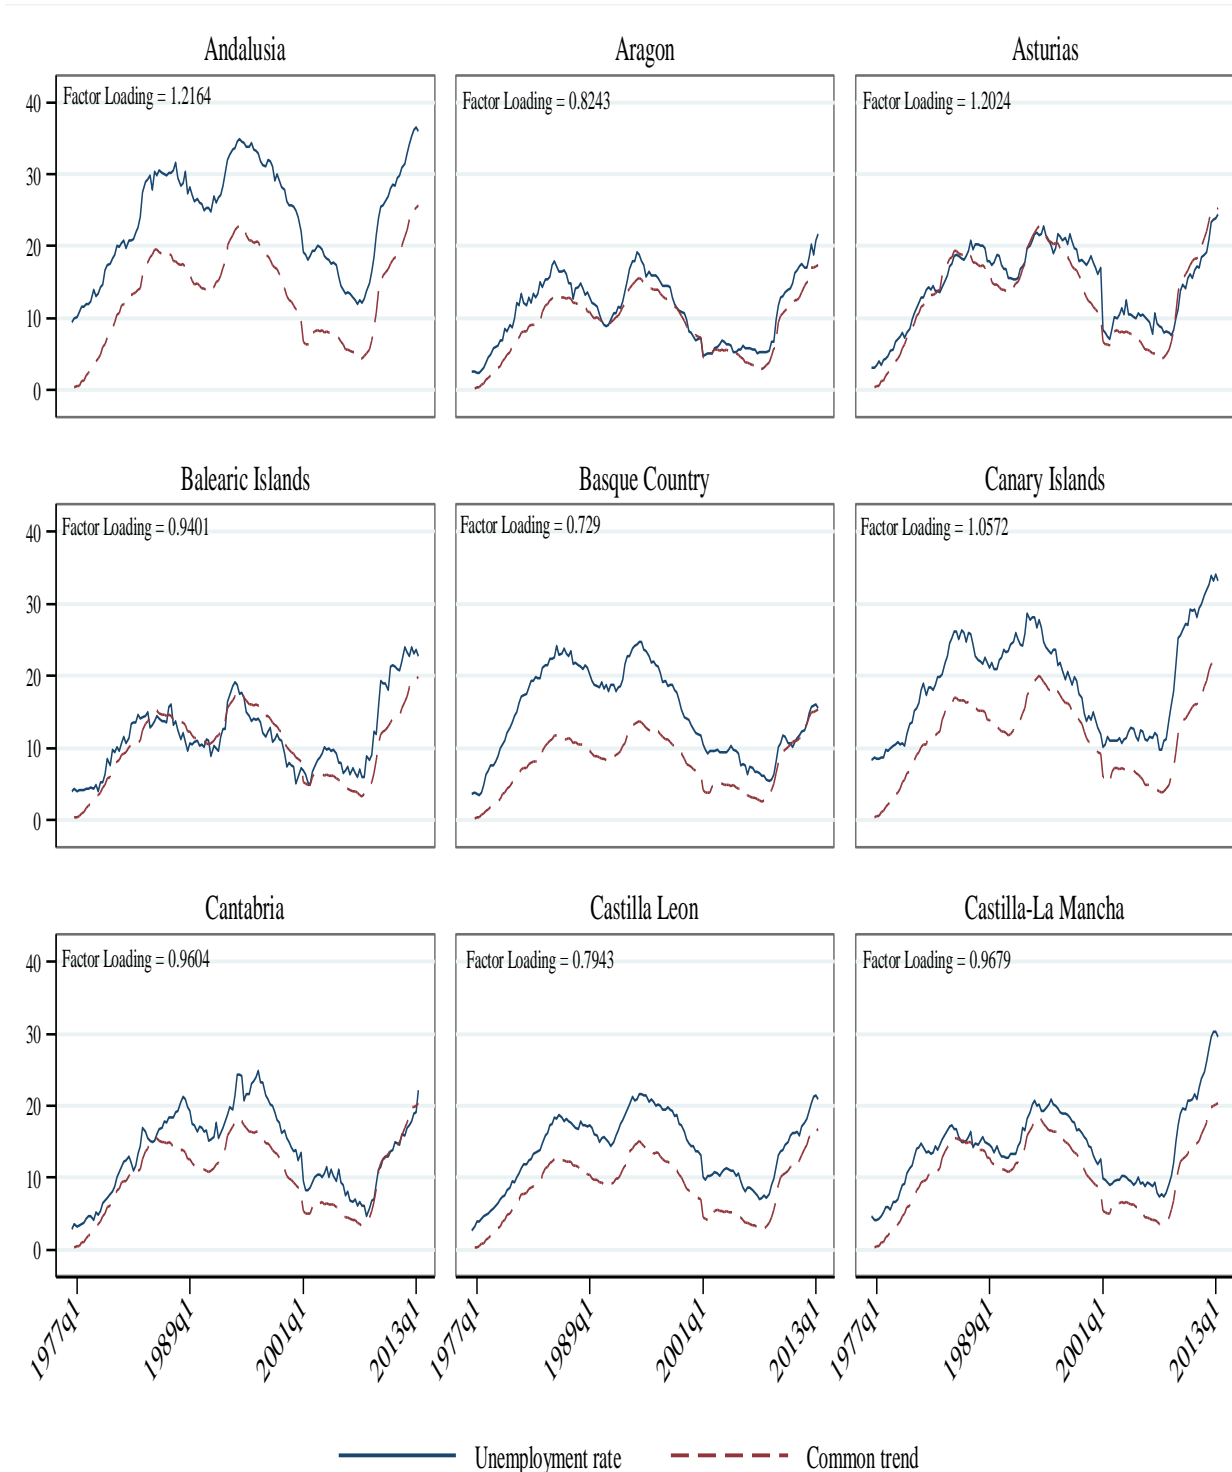 Andalusia
Aragon
Asturias
Factor Loading = 1.2164
Factor Loading = 0.8243
Factor Loading = 1.2024
40
30
20
10
0
Balearic Islands
Basque Country
Canary Islands
Factor Loading = 0.9401
Factor Loading = 0.729
Factor Loading = 1.0572
40
30
20
10
0
Cantabria
Castilla Leon
Castilla-La Mancha
Factor Loading = 0.9604
Factor Loading = 0.7943
Factor Loading = 0.9679
40
30
20
10
0
1977q1
1989q1
2001q1
2013q1
1977q1
1989q1
2001q1
2013q1
1977q1
1989q1
2001q1
2013q1
Unemployment rate
Common trend